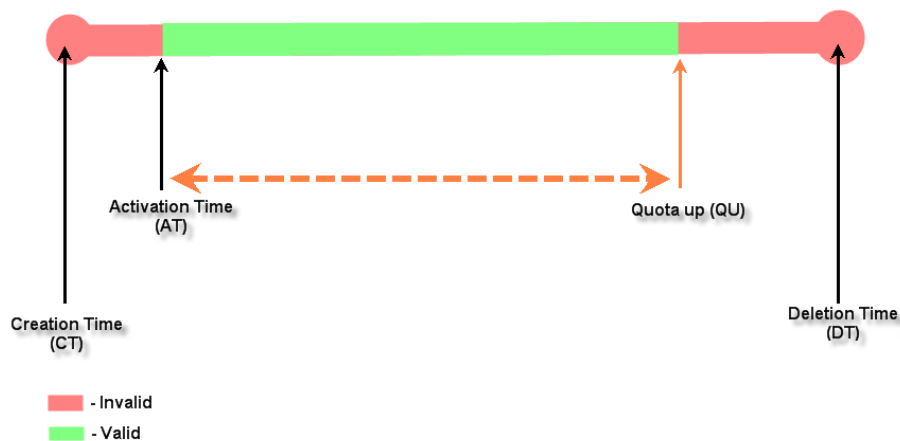 Activation Time
(AT)
Quota up (QU)
Creation Time
(CT)
Deletion Time
(DT)
- Invalid
- Valid